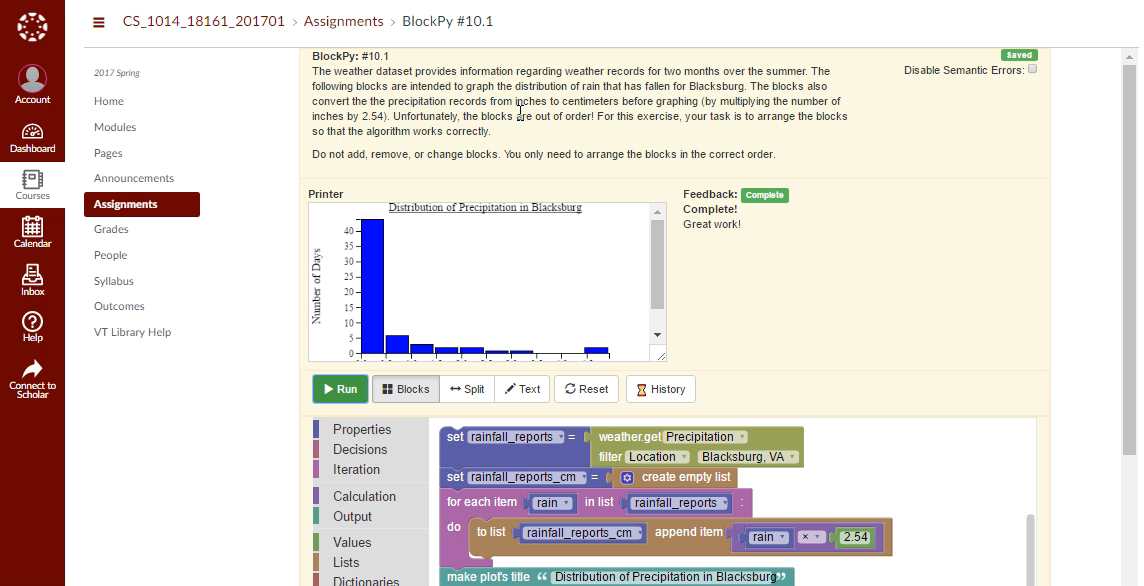 CS_1014_18161_201701 › Assignments › BlockPy #10.1
Account
Dashboard
Courses
Calendar
Inbox
Help
Connect to
Scholar
2017 Spring
Home
Modules
Pages
Announcements
Assignments
Grades
People
Syllabus
Outcomes
VT Library Help
BlockPy: #10.1
Saved
Disable Semantic Errors:
The weather dataset provides information regarding weather records for two months over the summer. The
following blocks are intended to graph the distribution of rain that has fallen for Blacksburg. The blocks also
convert the the precipitation records from inches to centimeters before graphing (by multiplying the number of
inches by 2.54). Unfortunately, the blocks are out of order! For this exercise, your task is to arrange the blocks
so that the algorithm works correctly.
Do not add, remove, or change blocks. You only need to arrange the blocks in the correct order.
Printer
Distribution of Precipitation in Blacksburg
Number of Days
40
35
30
25
20
15
10
5
0
Feedback: Complete
Complete!
Great work!
Run Blocks Split Text Reset History
Properties
Decisions
Iteration
Calculation
Output
Values
Lists
Dictionaries
set rainfall_reports = weather.get Precipitation
filter Location Blacksburg, VA
set rainfall_reports_cm = create empty list
for each item rain in list rainfall_reports :
do to list rainfall_reports_cm append item rain × 2.54
make plot's title “ Distribution of Precipitation in Blacksburg ”